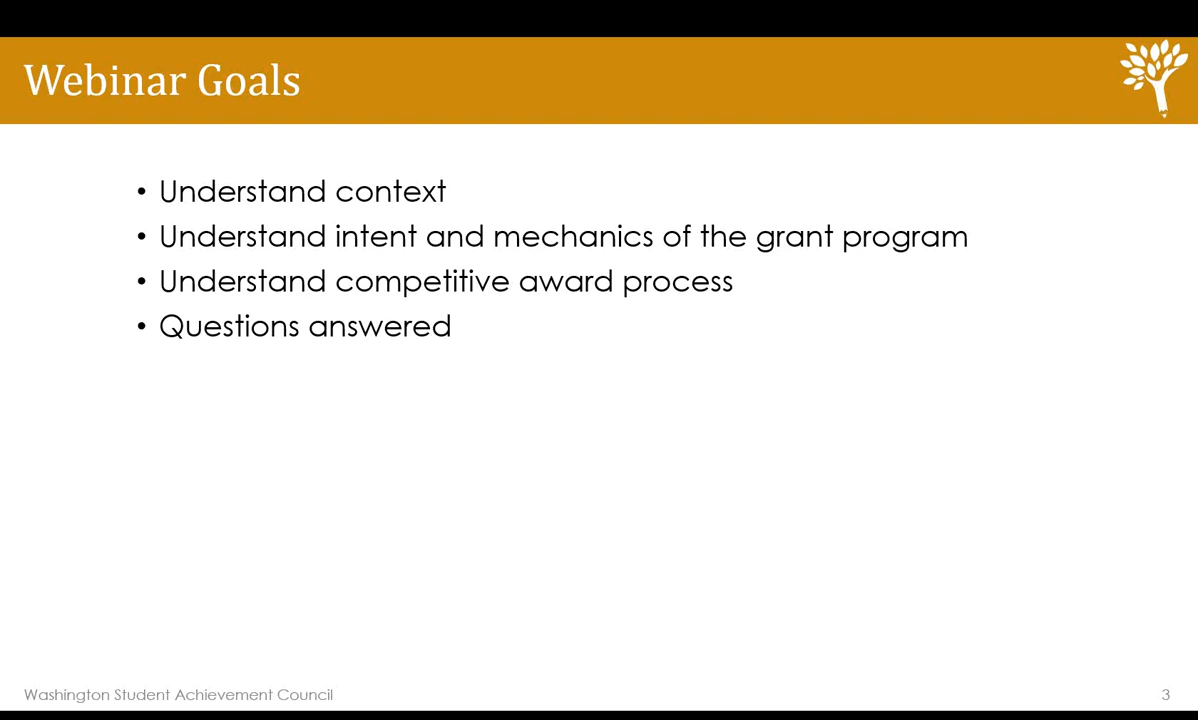 Webinar Goals
• Understand context
• Understand intent and mechanics of the grant program
• Understand competitive award process
• Questions answered
Washington Student Achievement Council
3